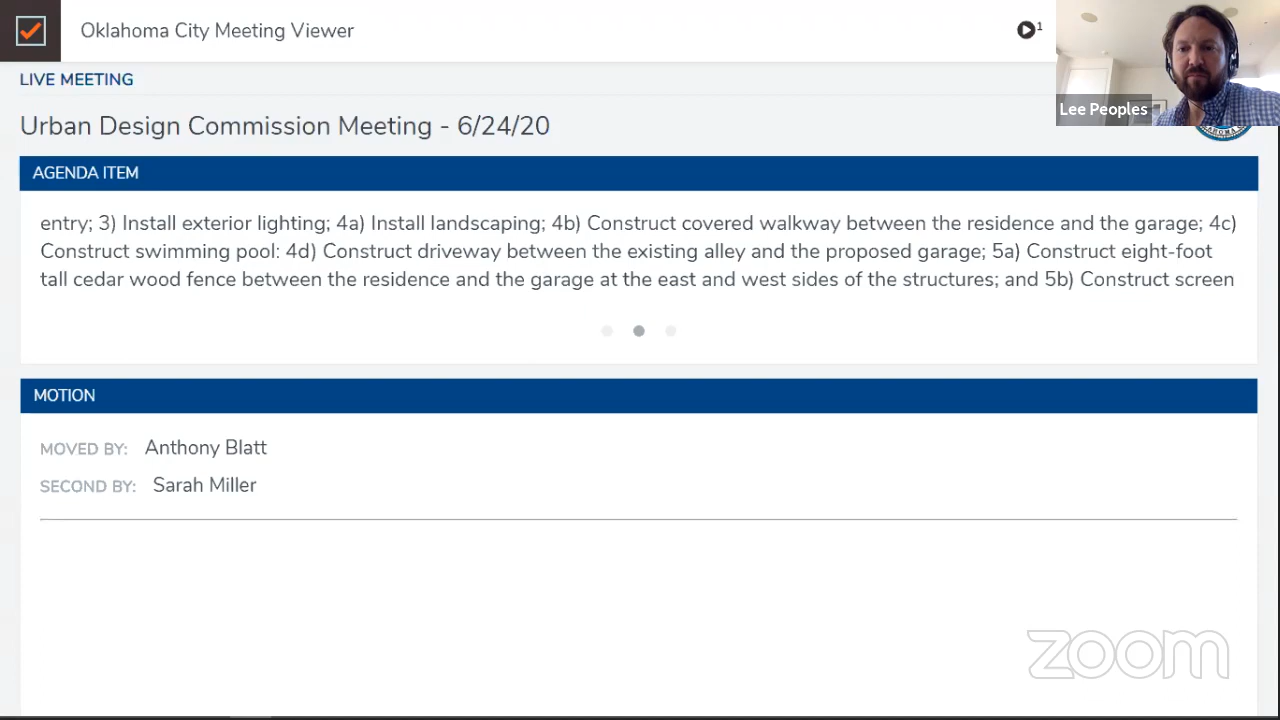 Oklahoma City Meeting Viewer
1
Lee Peoples
LIVE MEETING
Urban Design Commission Meeting - 6/24/20
AGENDA ITEM
entry; 3) Install exterior lighting; 4a) Install landscaping; 4b) Construct covered walkway between the residence and the garage; 4c)
Construct swimming pool: 4d) Construct driveway between the existing alley and the proposed garage; 5a) Construct eight-foot
tall cedar wood fence between the residence and the garage at the east and west sides of the structures; and 5b) Construct screen
MOTION
MOVED BY: Anthony Blatt
SECOND BY: Sarah Miller
zoom